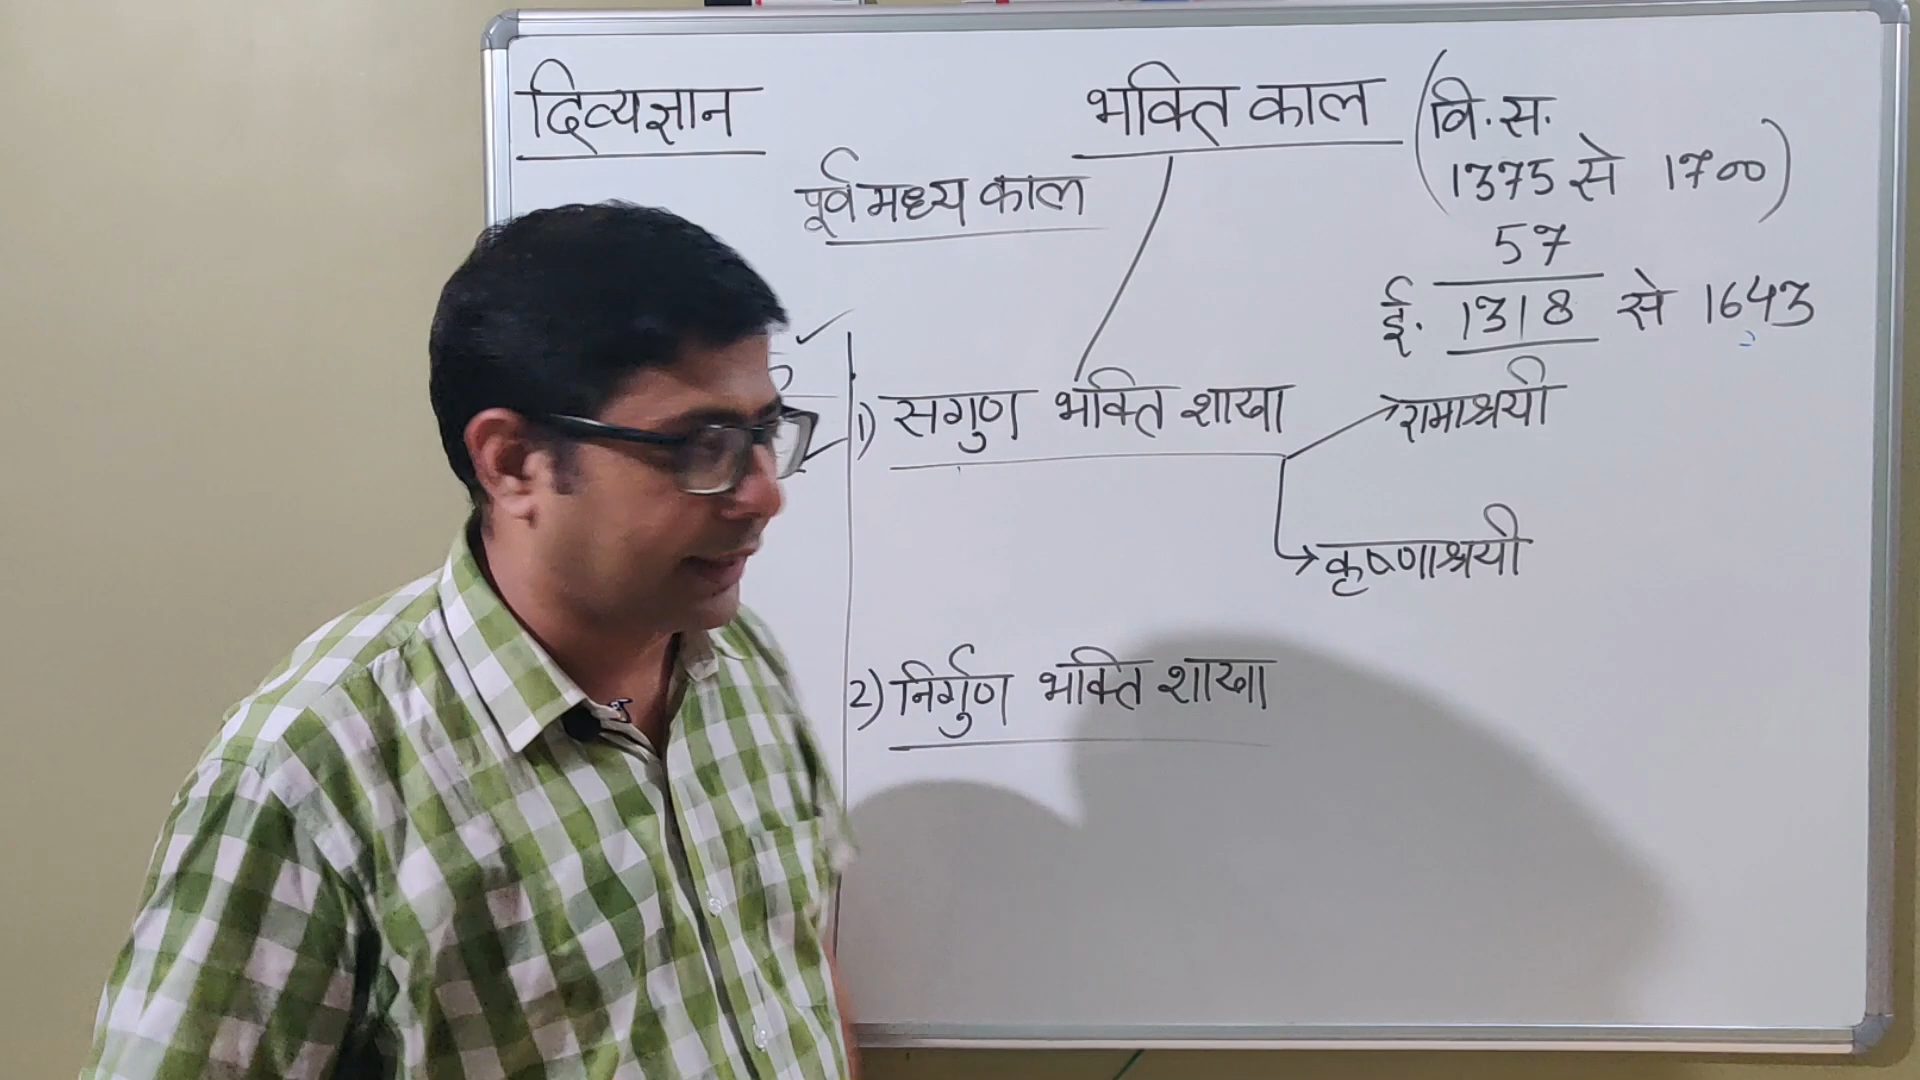 दिव्यज्ञान
भक्ति काल (वि.स.
1375 से 1700)
पूर्व मध्य काल
57
ई. 1318 से 1643
1) सगुण भक्ति शाखा
रामाश्रयी
कृष्णाश्रयी
2) निर्गुण भक्ति शाखा